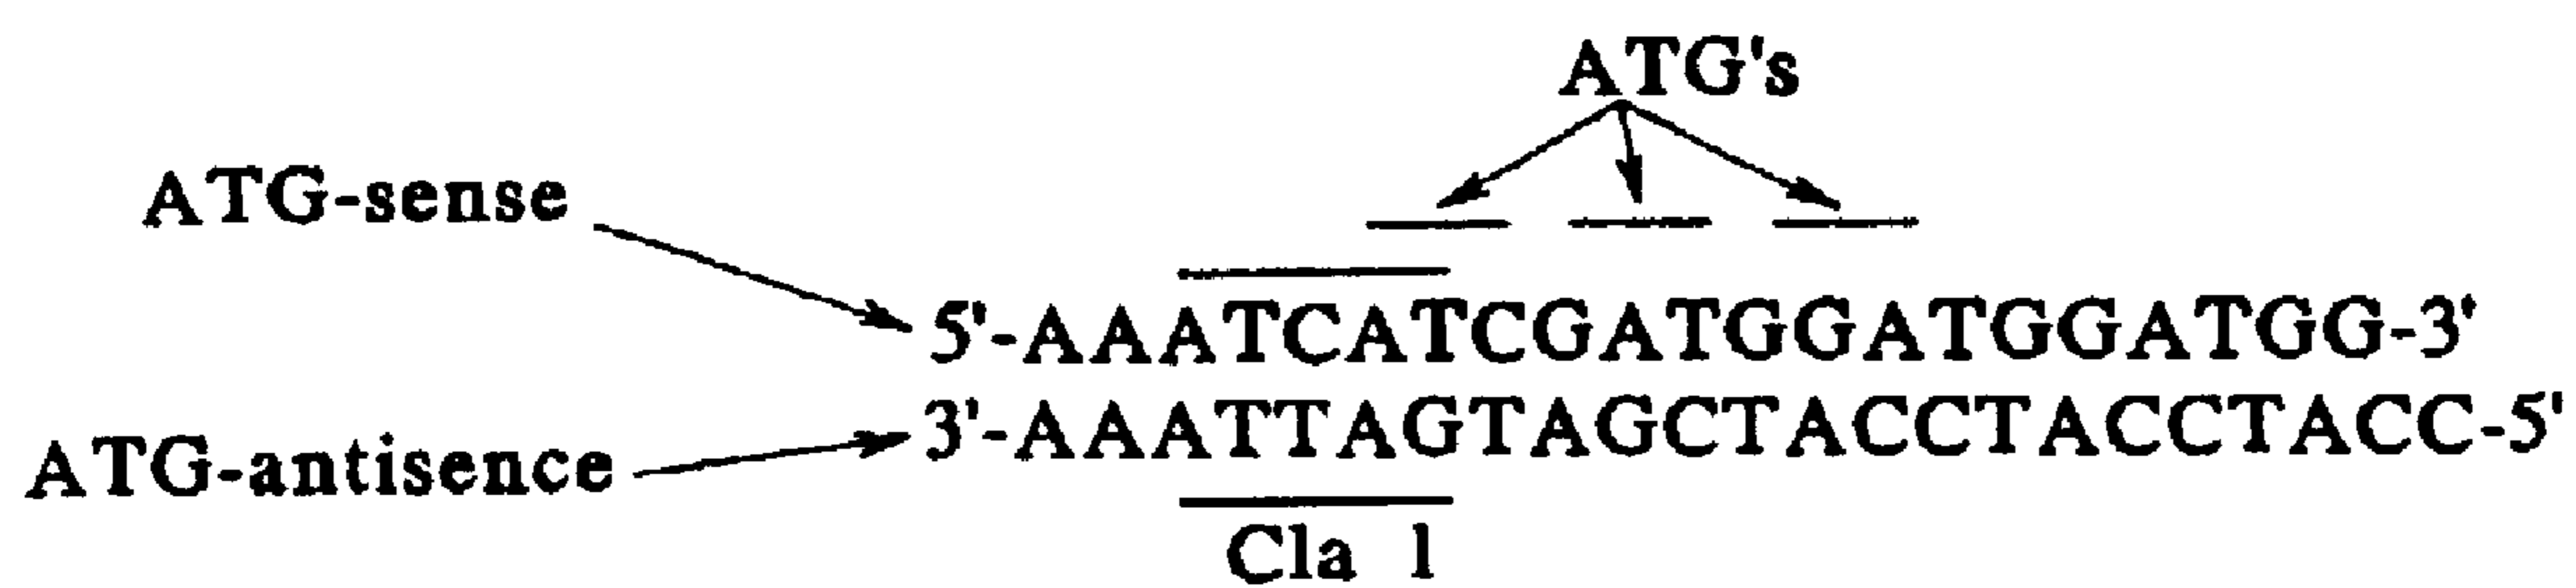 ATG's
ATG-sense
5'-AAATCATCGATGGATGGATGG-3'
3'-AAATTAGTAGCTACCTACCTACC-5'
ATG-antisence
Cla 1